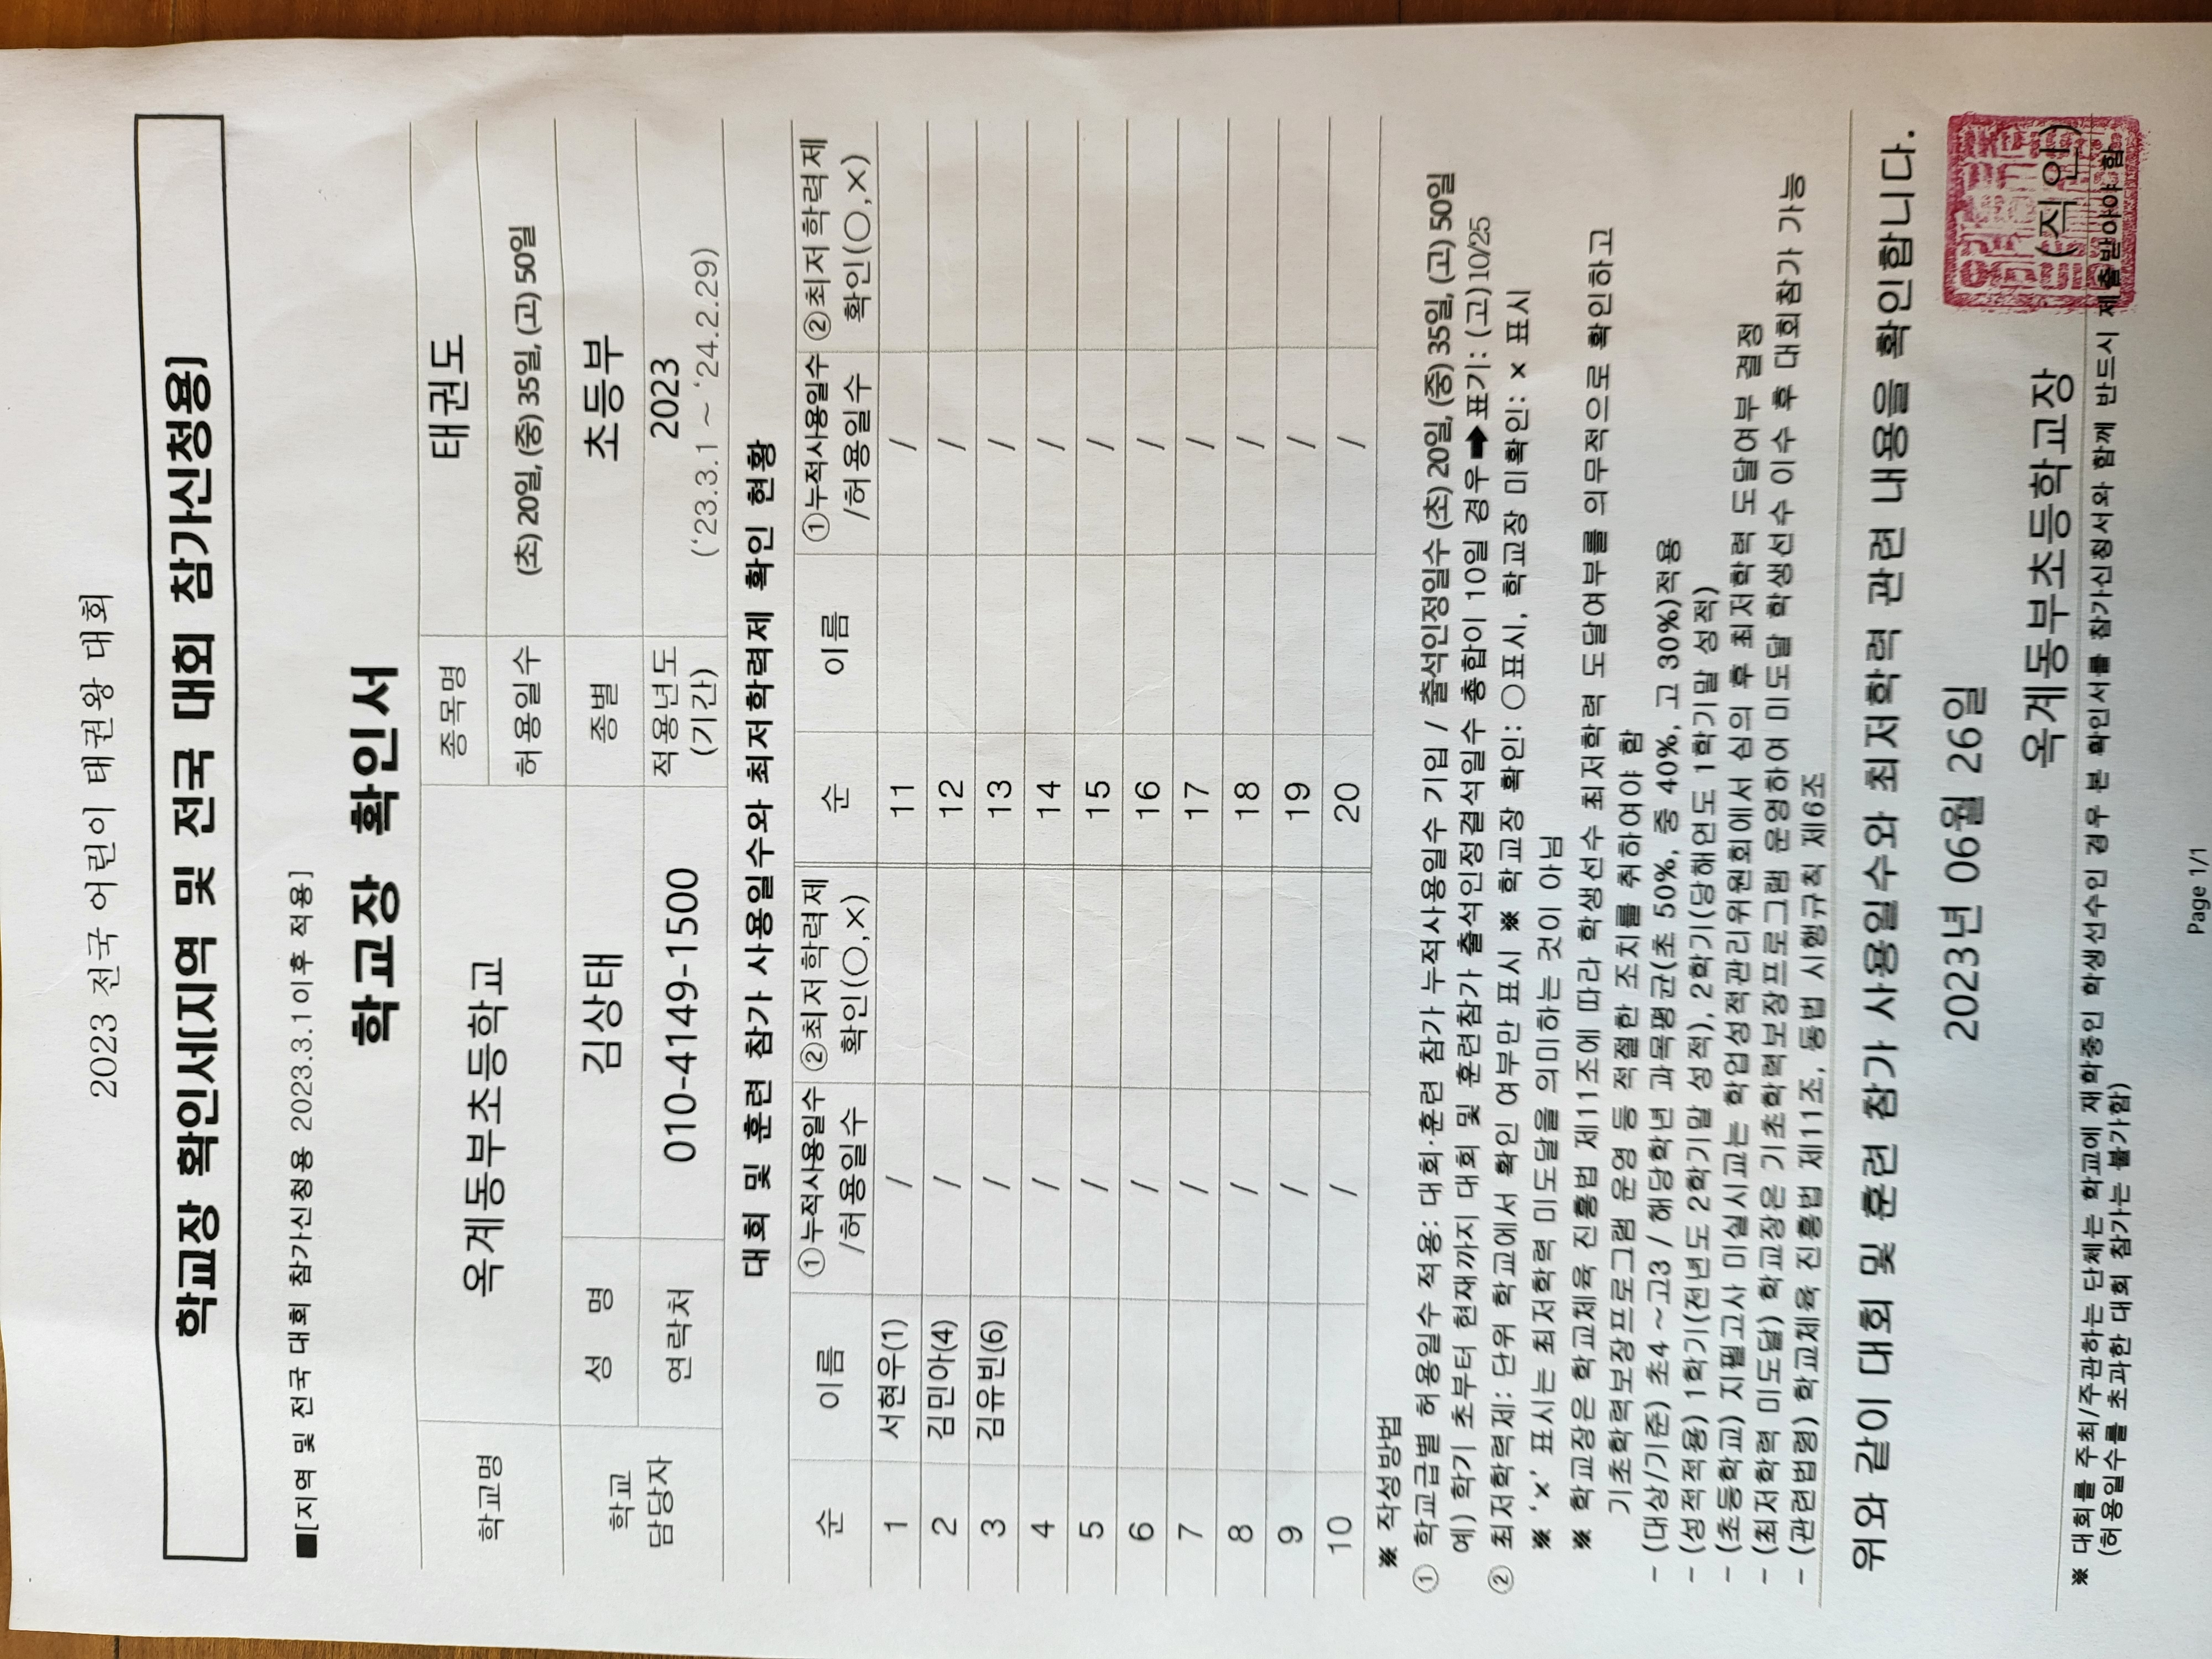 2023 전국 어린이 태권왕 대회
학교장 확인서[지역 및 전국 대회 참가신청용]
■[지역 및 전국 대회 참가신청용 2023.3.1이후 적용]
학교장 확인서
학교명 옥계동부초등학교 종목명 태권도
허용일수 (초) 20일, (중) 35일, (고) 50일
학교 담당자 성 명 김상태 종별 초등부
연락처 010-4149-1500 적용년도 (기간) 2023
('23.3.1 ~ '24.2.29)
대회 및 훈련 참가 사용일수와 최저학력제 확인 현황
순 이름 ①누적사용일수 /허용일수 ②최저학력제 확인(○,×) 순 이름 ①누적사용일수 /허용일수 ②최저학력제 확인(○,×)
1 서현우(1) / 11 /
2 김민아(4) / 12 /
3 김유빈(6) / 13 /
4 / 14 /
5 / 15 /
6 / 16 /
7 / 17 /
8 / 18 /
9 / 19 /
10 / 20 /
※ 작성방법
① 학교급별 허용일수 적용: 대회·훈련 참가 누적사용일수 기입 / 출석인정일수 (초) 20일, (중) 35일, (고) 50일
예) 학기 초부터 현재까지 대회 및 훈련참가 출석인정결석일수 총합이 10일 경우 ➡ 표기: (고) 10/25
② 최저학력제: 단위 학교에서 확인 여부만 표시 ※ 학교장 확인: ○표시, 학교장 미확인: × 표시
※ '×' 표시는 최저학력 미도달을 의미하는 것이 아님
※ 학교장은 학교체육 진흥법 제11조에 따라 학생선수 최저학력 도달여부를 의무적으로 확인하고
기초학력보장프로그램 운영 등 적절한 조치를 취하여야 함
- (대상/기준) 초4 ~고3 / 해당학년 과목평균(초 50%, 중 40%, 고 30%)적용
- (성적적용) 1학기(전년도 2학기말 성적), 2학기(당해연도 1학기말 성적)
- (초등학교) 지필고사 미실시교는 학업성적관리위원회에서 심의 후 최저학력 도달여부 결정
- (최저학력 미도달) 학교장은 기초학력보장프로그램 운영하여 미도달 학생선수 이수 후 대회참가 가능
- (관련법령) 학교체육 진흥법 제11조, 동법 시행규칙 제6조
위와 같이 대회 및 훈련 참가 사용일수와 최저학력 관련 내용을 확인합니다.
2023년 06월 26일
옥계동부초등학교장 (직인)
※ 대회를 주최/주관하는 단체는 학교에 재학중인 학생선수인 경우 본 확인서를 참가신청서와 함께 반드시 제출받아야 함
(허용일수를 초과한 대회 참가는 불가함)
Page 1/1